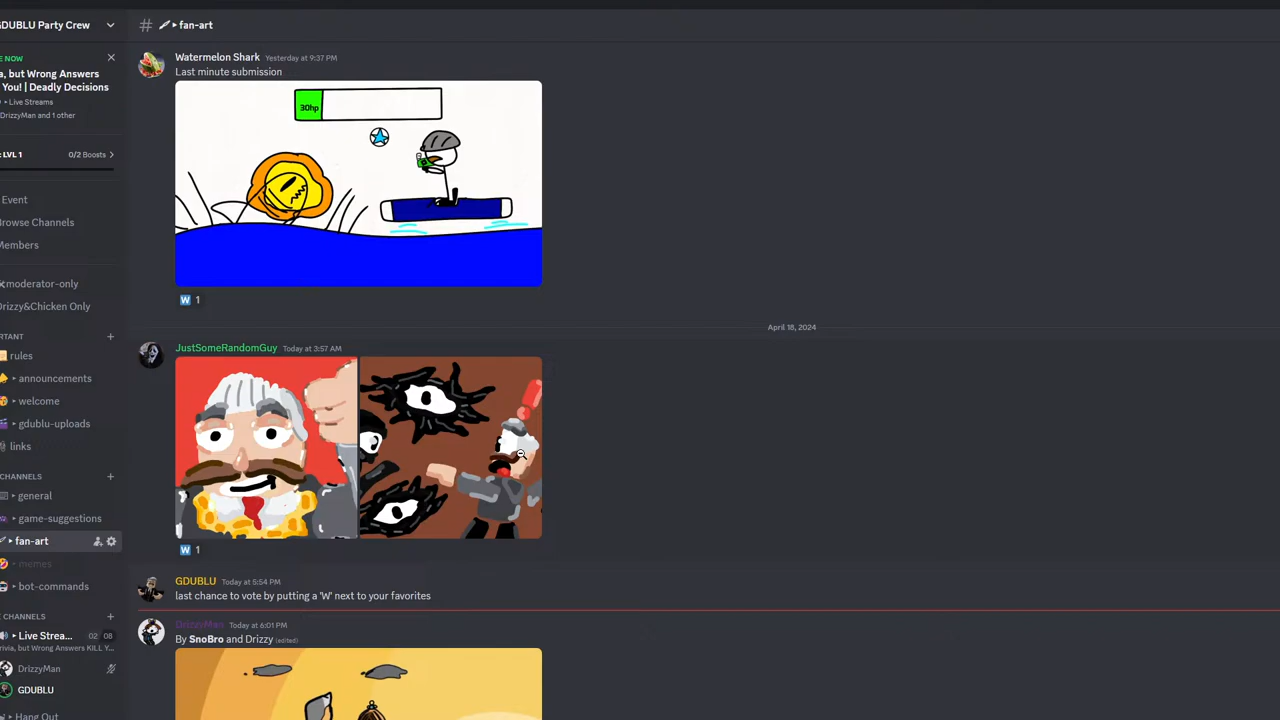 GDUBLU Party Crew
# ▸ fan-art
E NOW
a, but Wrong Answers
You! | Deadly Decisions
Live Streams
DrizzyMan and 1 other
LVL 1 0/2 Boosts
Event
Browse Channels
Members
moderator-only
Drizzy&Chicken Only
RTANT
rules
▸ announcements
▸ welcome
▸ gdublu-uploads
links
CHANNELS
▸ general
▸ game-suggestions
▸ fan-art
▸ memes
▸ bot-commands
CHANNELS
▸ Live Strea... 02 08
rivia, but Wrong Answers KILL Y...
DrizzyMan
GDUBLU
Hang Out
Watermelon Shark Yesterday at 9:37 PM
Last minute submission
30hp
W 1
April 18, 2024
JustSomeRandomGuy Today at 3:57 AM
W 1
GDUBLU Today at 5:54 PM
last chance to vote by putting a 'W' next to your favorites
DrizzyMan Today at 6:01 PM
By SnoBro and Drizzy (edited)